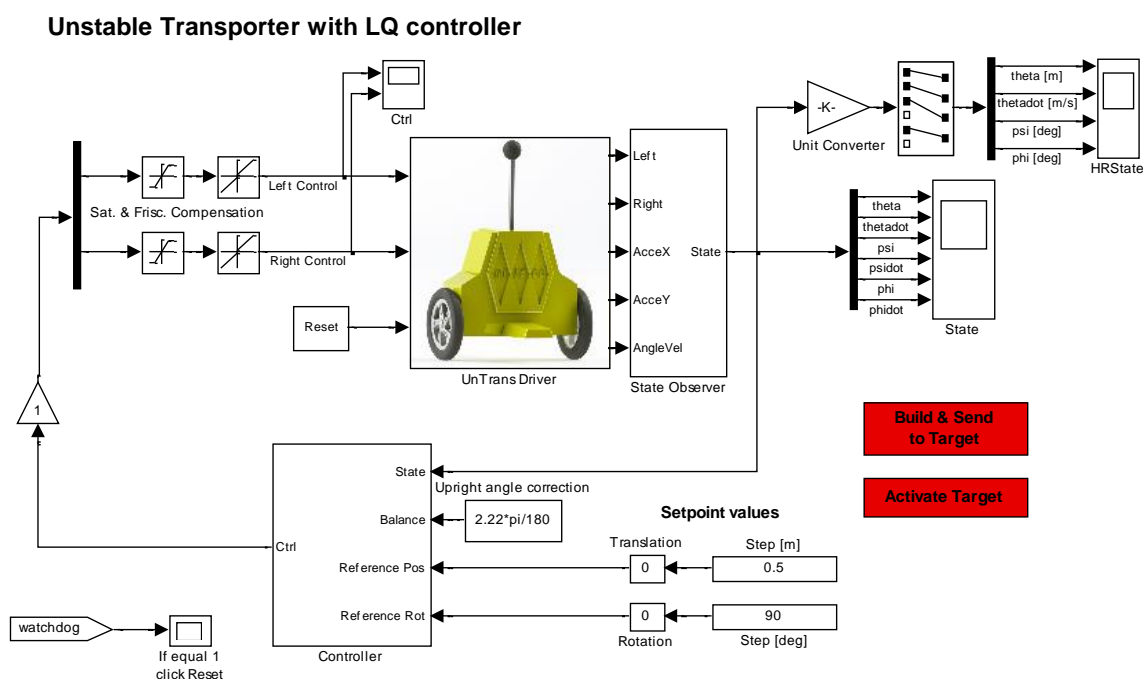 Unstable Transporter with LQ controller
Ctrl
-K-
Unit Converter
theta [m]
thetadot [m/s]
psi [deg]
phi [deg]
HRState
Left Control
Sat. & Frisc. Compensation
Right Control
Reset
UnTrans Driver
Left
Right
AcceX
AcceY
AngleVel
State
State Observer
theta
thetadot
psi
psidot
phi
phidot
State
1
Build & Send
to Target
Activate Target
State
Balance
Reference Pos
Reference Rot
Ctrl
Controller
Upright angle correction
2.22*pi/180
Setpoint values
Translation
0
Step [m]
0.5
0
Rotation
90
Step [deg]
watchdog
If equal 1
click Reset